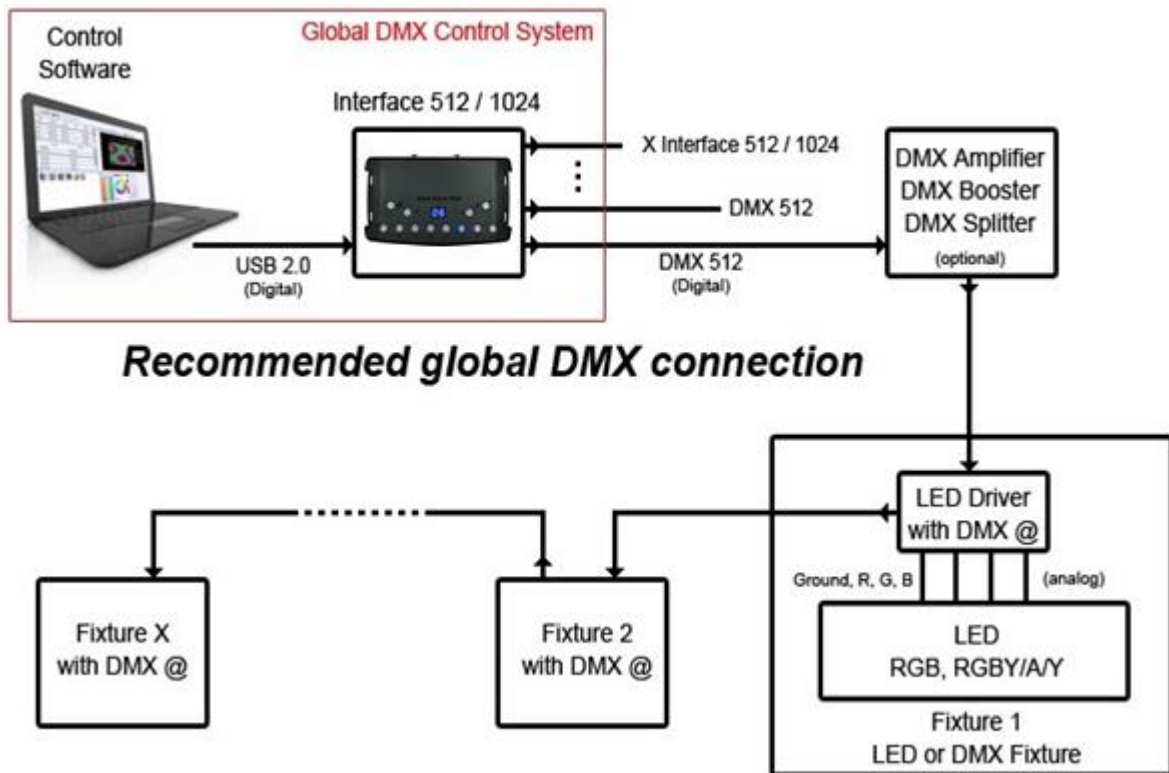 Global DMX Control System
Control
Software
Interface 512 / 1024
X Interface 512 / 1024
DMX 512
USB 2.0
(Digital)
DMX 512
(Digital)
DMX Amplifier
DMX Booster
DMX Splitter
(optional)
Recommended global DMX connection
LED Driver
with DMX @
Ground, R, G, B
(analog)
LED
RGB, RGBY/A/Y
Fixture 1
LED or DMX Fixture
Fixture 2
with DMX @
Fixture X
with DMX @